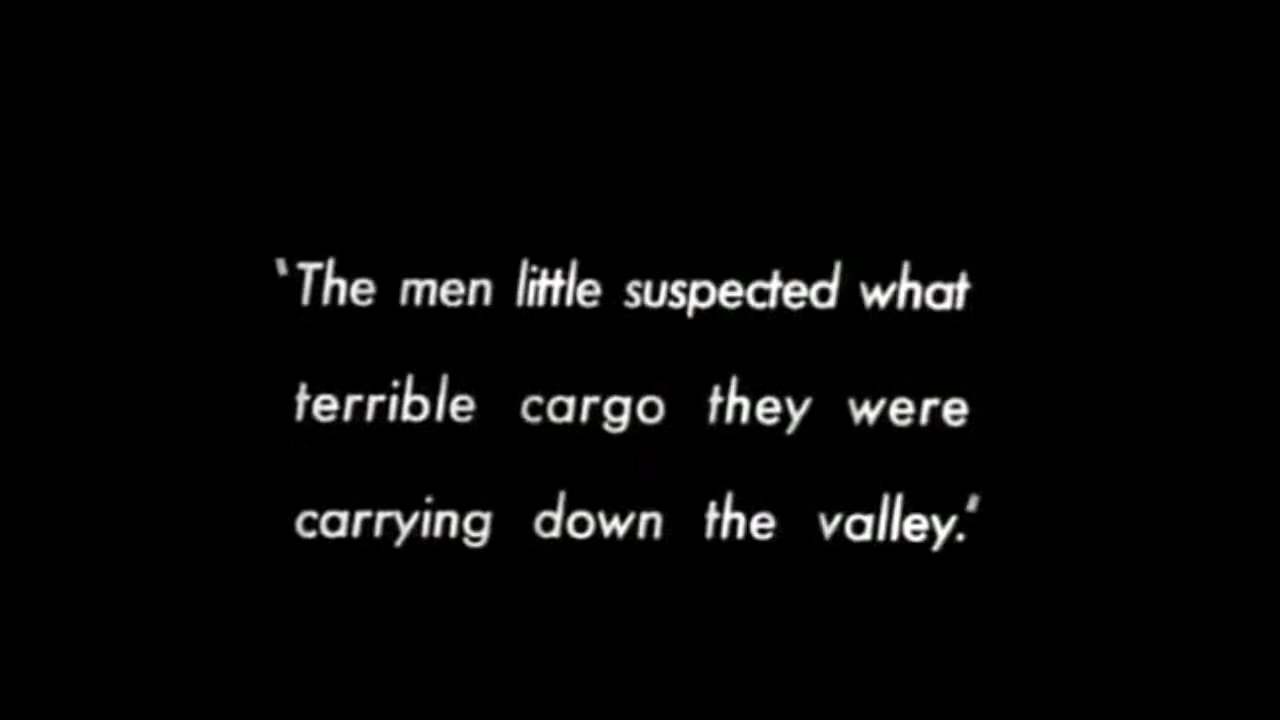 'The men little suspected what
terrible cargo they were
carrying down the valley.'